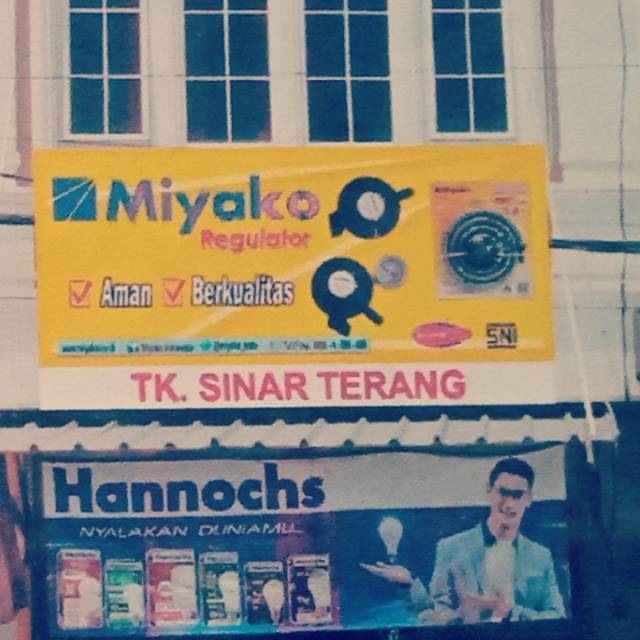 Miyako
Regulator
Aman Berkualitas
SNI
TK. SINAR TERANG
Hannochs
NYALAKAN DUNIAMU